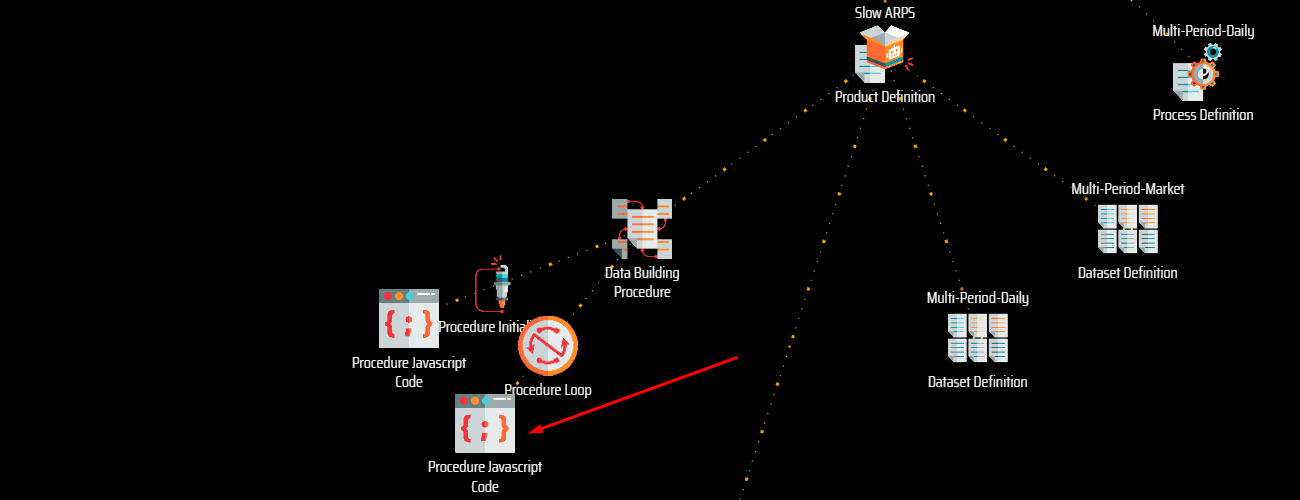 Slow ARPS
Product Definition
Multi-Period-Daily
Process Definition
Multi-Period-Market
Dataset Definition
Data Building
Procedure
Multi-Period-Daily
Dataset Definition
Procedure Initial
Procedure Javascript
Code
Procedure Loop
Procedure Javascript
Code